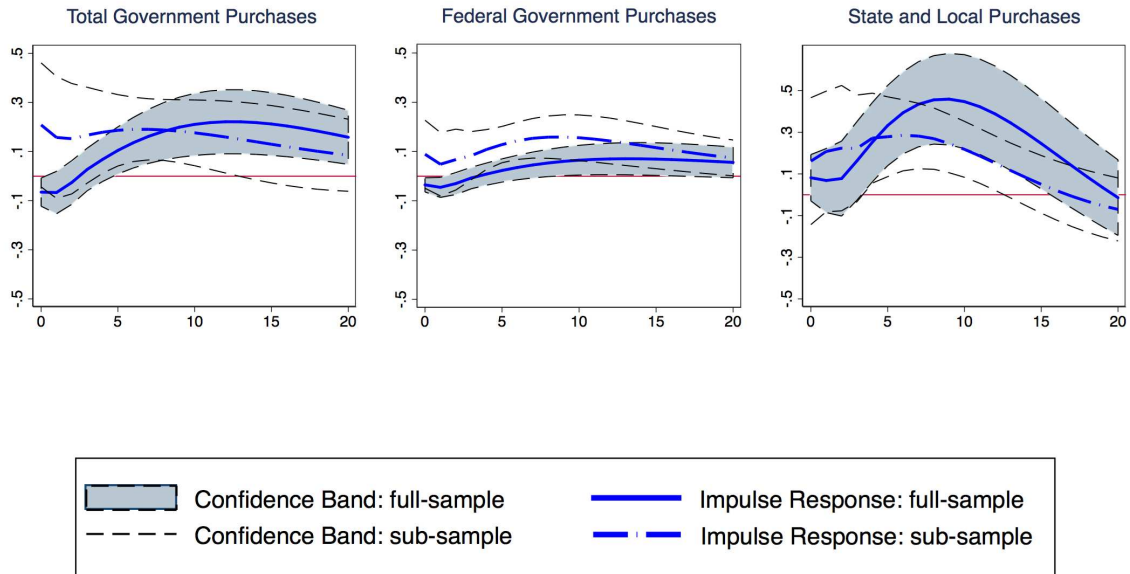 Total Government Purchases
.5
.3
.1
-.1
-.3
-.5
0 5 10 15 20
Federal Government Purchases
.5
.3
.1
-.1
-.3
-.5
0 5 10 15 20
State and Local Purchases
.5
.3
.1
-.1
-.3
-.5
0 5 10 15 20
Confidence Band: full-sample
Impulse Response: full-sample
Confidence Band: sub-sample
Impulse Response: sub-sample